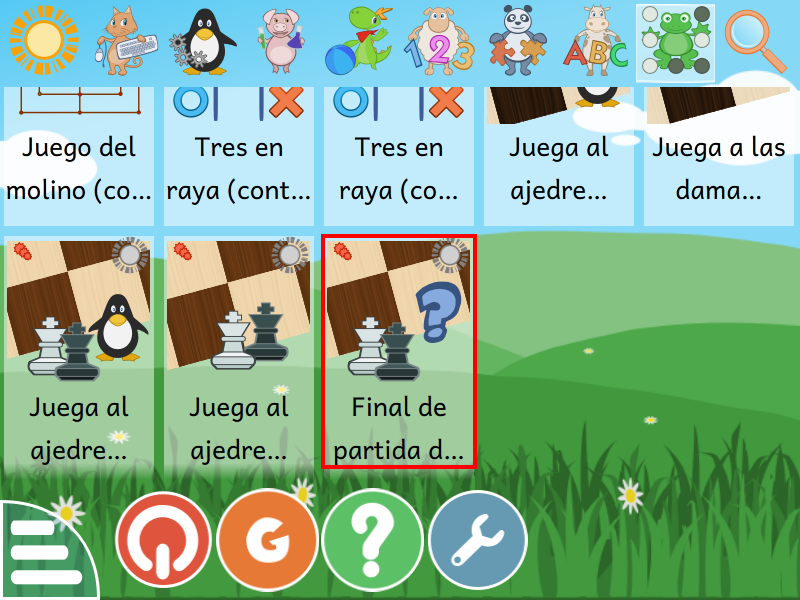 1 2 3
A B C
Juego del
molino (co...
Tres en
raya (cont...
Tres en
raya (co...
Juega al
ajedre...
Juega a las
dama...
Juega al
ajedre...
Juega al
ajedre...
?
Final de
partida d...
G
?